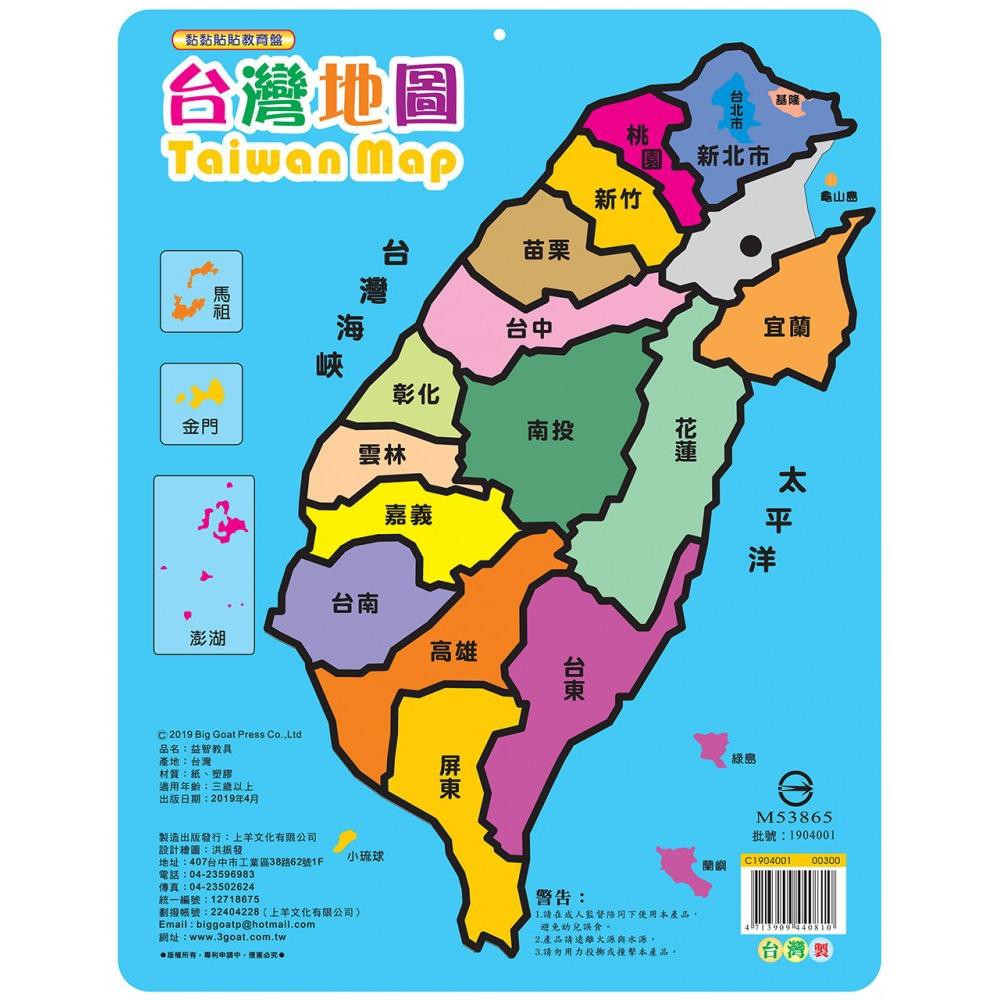 黏黏貼貼教育盤
台灣地圖
Taiwan Map
台北市
基隆
新北市
桃園
龜山島
新竹
苗栗
宜蘭
台中
台灣海峽
馬祖
彰化
南投
花蓮
金門
雲林
太平洋
嘉義
台南
高雄
台東
澎湖
屏東
綠島
蘭嶼
小琉球
C 2019 Big Goat Press Co.,Ltd
品名：益智教具
產地：台灣
材質：紙、塑膠
適用年齡：三歲以上
出版日期：2019年4月
製造出版發行：上羊文化有限公司
設計繪圖：洪振發
地址：407台中市工業區38路62號1F
電話：04-23596983
傳真：04-23502624
統一編號：12718675
劃撥帳號：22404228（上羊文化有限公司）
Email：biggoatp@hotmail.com
網址：www.3goat.com.tw
●版權所有，專利申請中，侵害必究●
警告：
1.請在成人監督陪同下使用本產品，
避免幼兒誤食。
2.產品請遠離火源與水源。
3.請勿用力投擲或撞擊本產品。
M53865
批號：1904001
C1904001 00300
4 713909 440810
台灣製